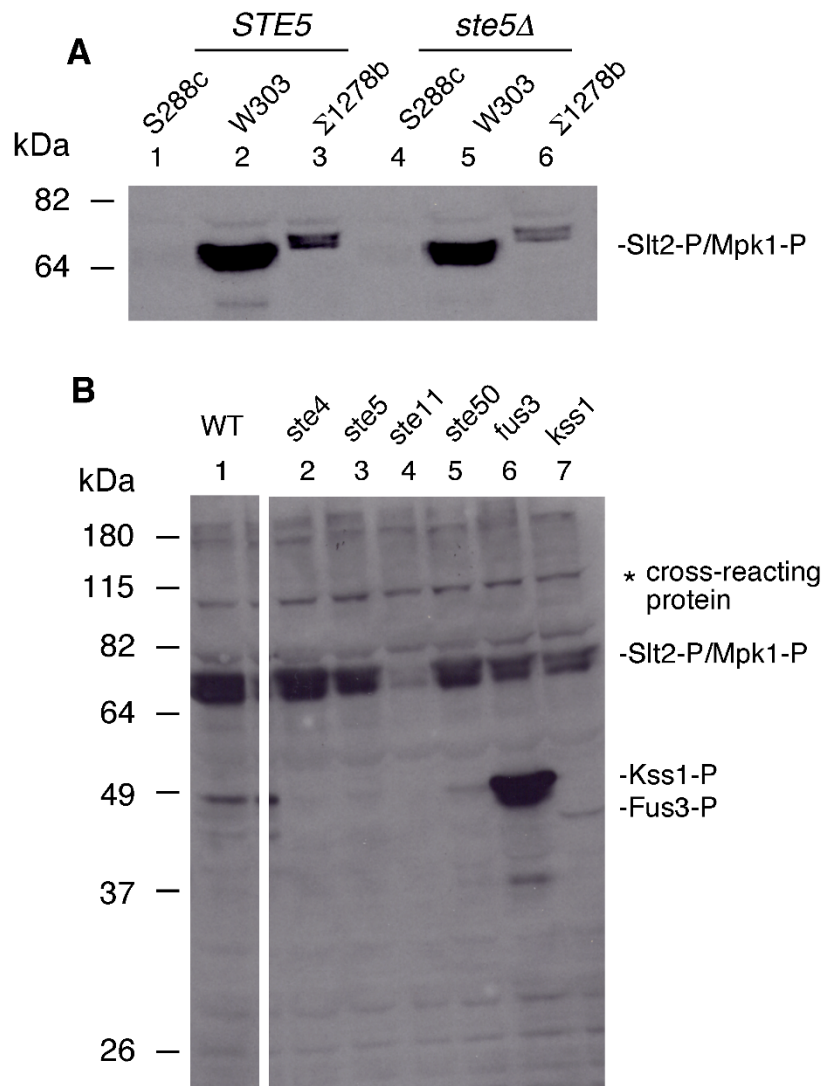 A
STE5
ste5Δ
S288c
W303
Σ1278b
S288c
W303
Σ1278b
kDa
1 2 3 4 5 6
82
64
-Slt2-P/Mpk1-P
B
WT
ste4
ste5
ste11
ste50
fus3
kss1
1 2 3 4 5 6 7
kDa
180
115
* cross-reacting
protein
82
-Slt2-P/Mpk1-P
64
-Kss1-P
49
-Fus3-P
37
26